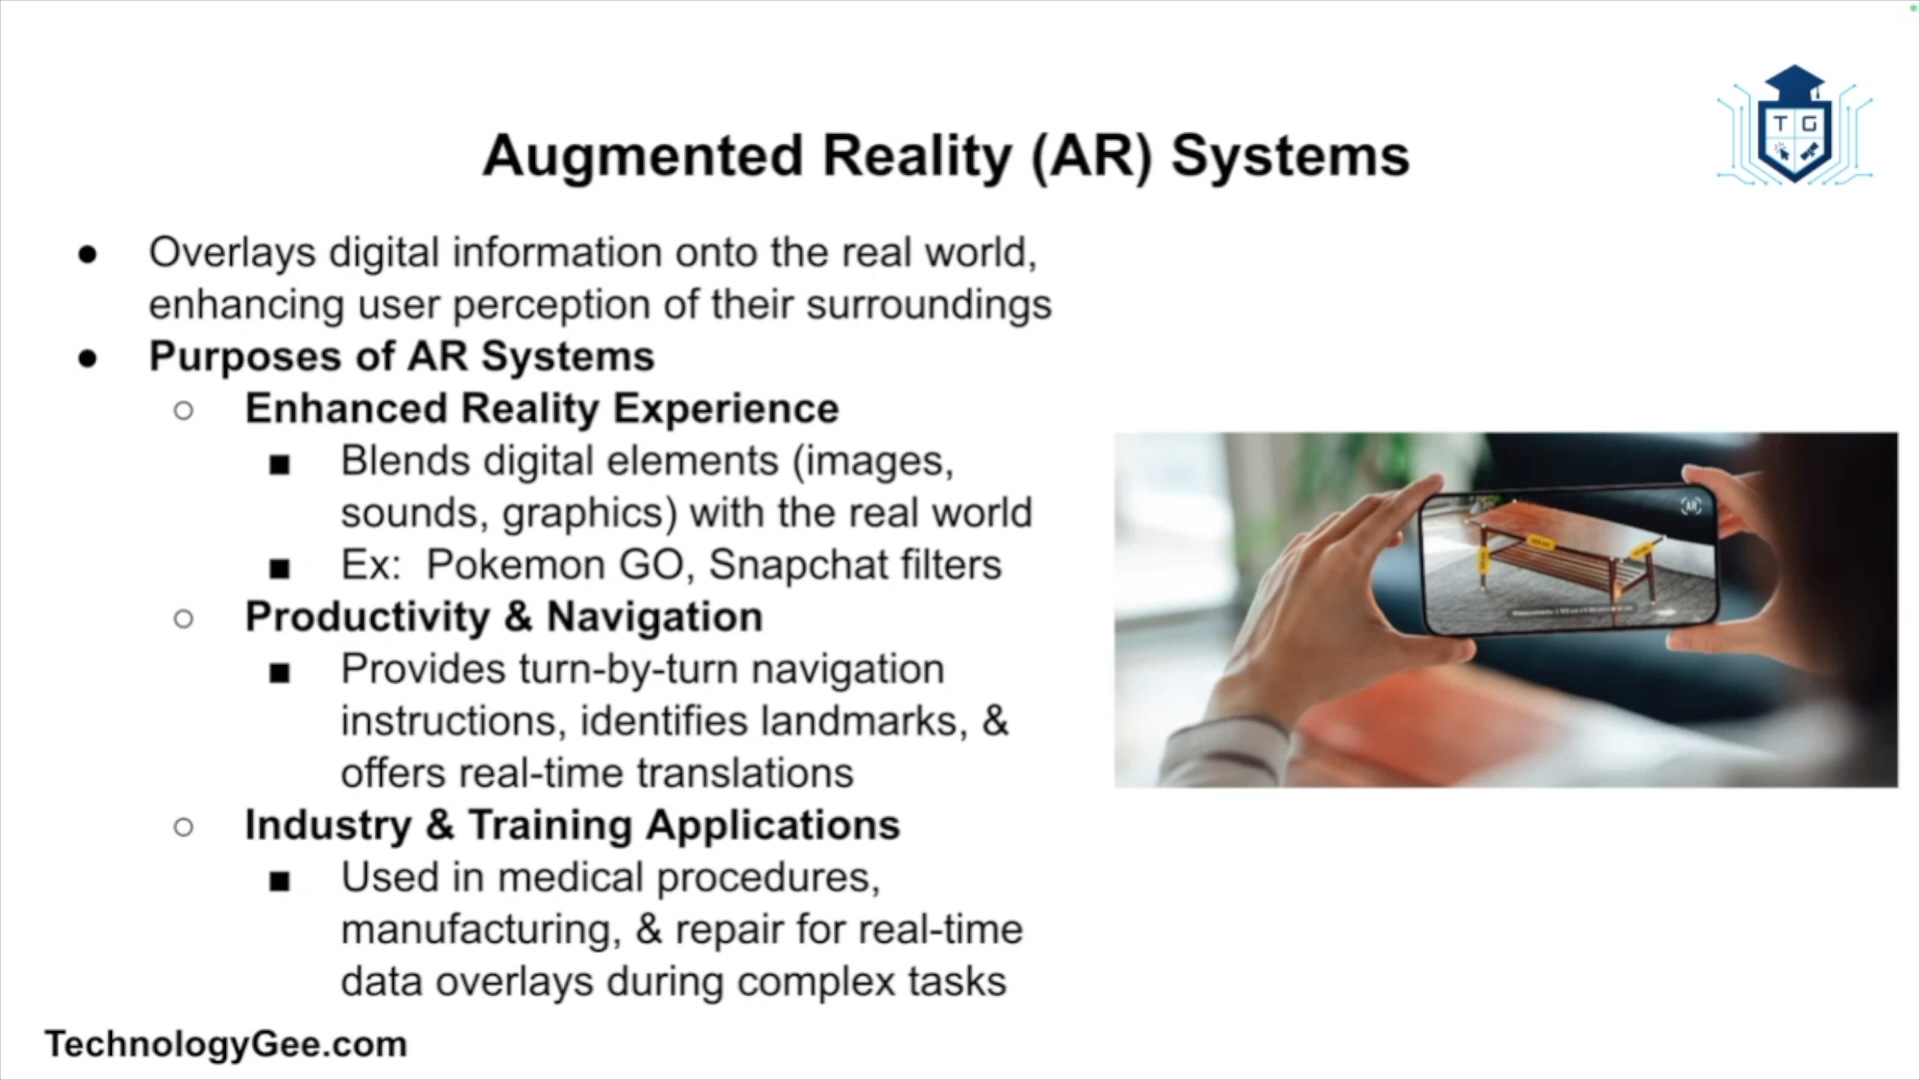 Augmented Reality (AR) Systems
T G
● Overlays digital information onto the real world,
enhancing user perception of their surroundings
● Purposes of AR Systems
○ Enhanced Reality Experience
■ Blends digital elements (images,
sounds, graphics) with the real world
■ Ex: Pokemon GO, Snapchat filters
○ Productivity & Navigation
■ Provides turn-by-turn navigation
instructions, identifies landmarks, &
offers real-time translations
○ Industry & Training Applications
■ Used in medical procedures,
manufacturing, & repair for real-time
data overlays during complex tasks
AR
TechnologyGee.com